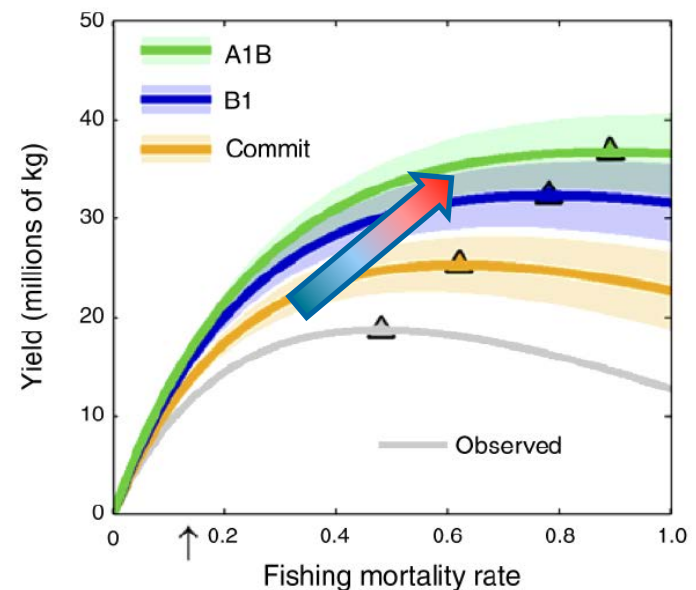 50
40
30
20
10
0
Yield (millions of kg)
A1B
B1
Commit
Observed
0 0.2 0.4 0.6 0.8 1.0
Fishing mortality rate